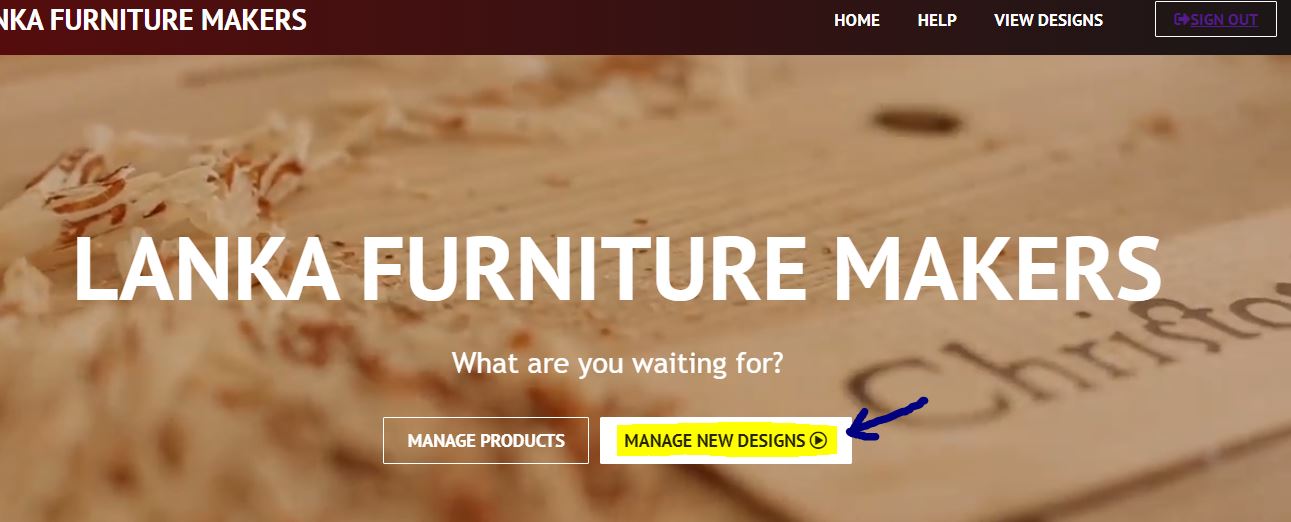 NKA FURNITURE MAKERS
HOME
HELP
VIEW DESIGNS
SIGN OUT
LANKA FURNITURE MAKERS
What are you waiting for?
MANAGE PRODUCTS
MANAGE NEW DESIGNS